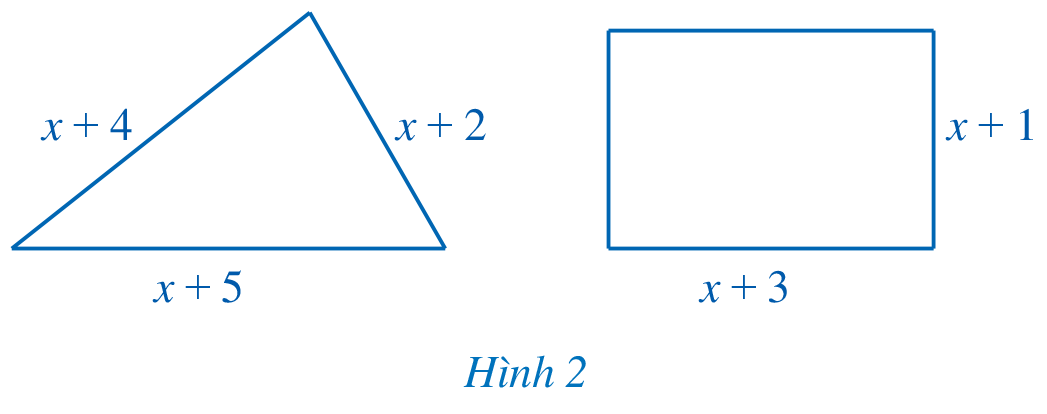 x + 4
x + 2
x + 5
x + 1
x + 3
Hình 2